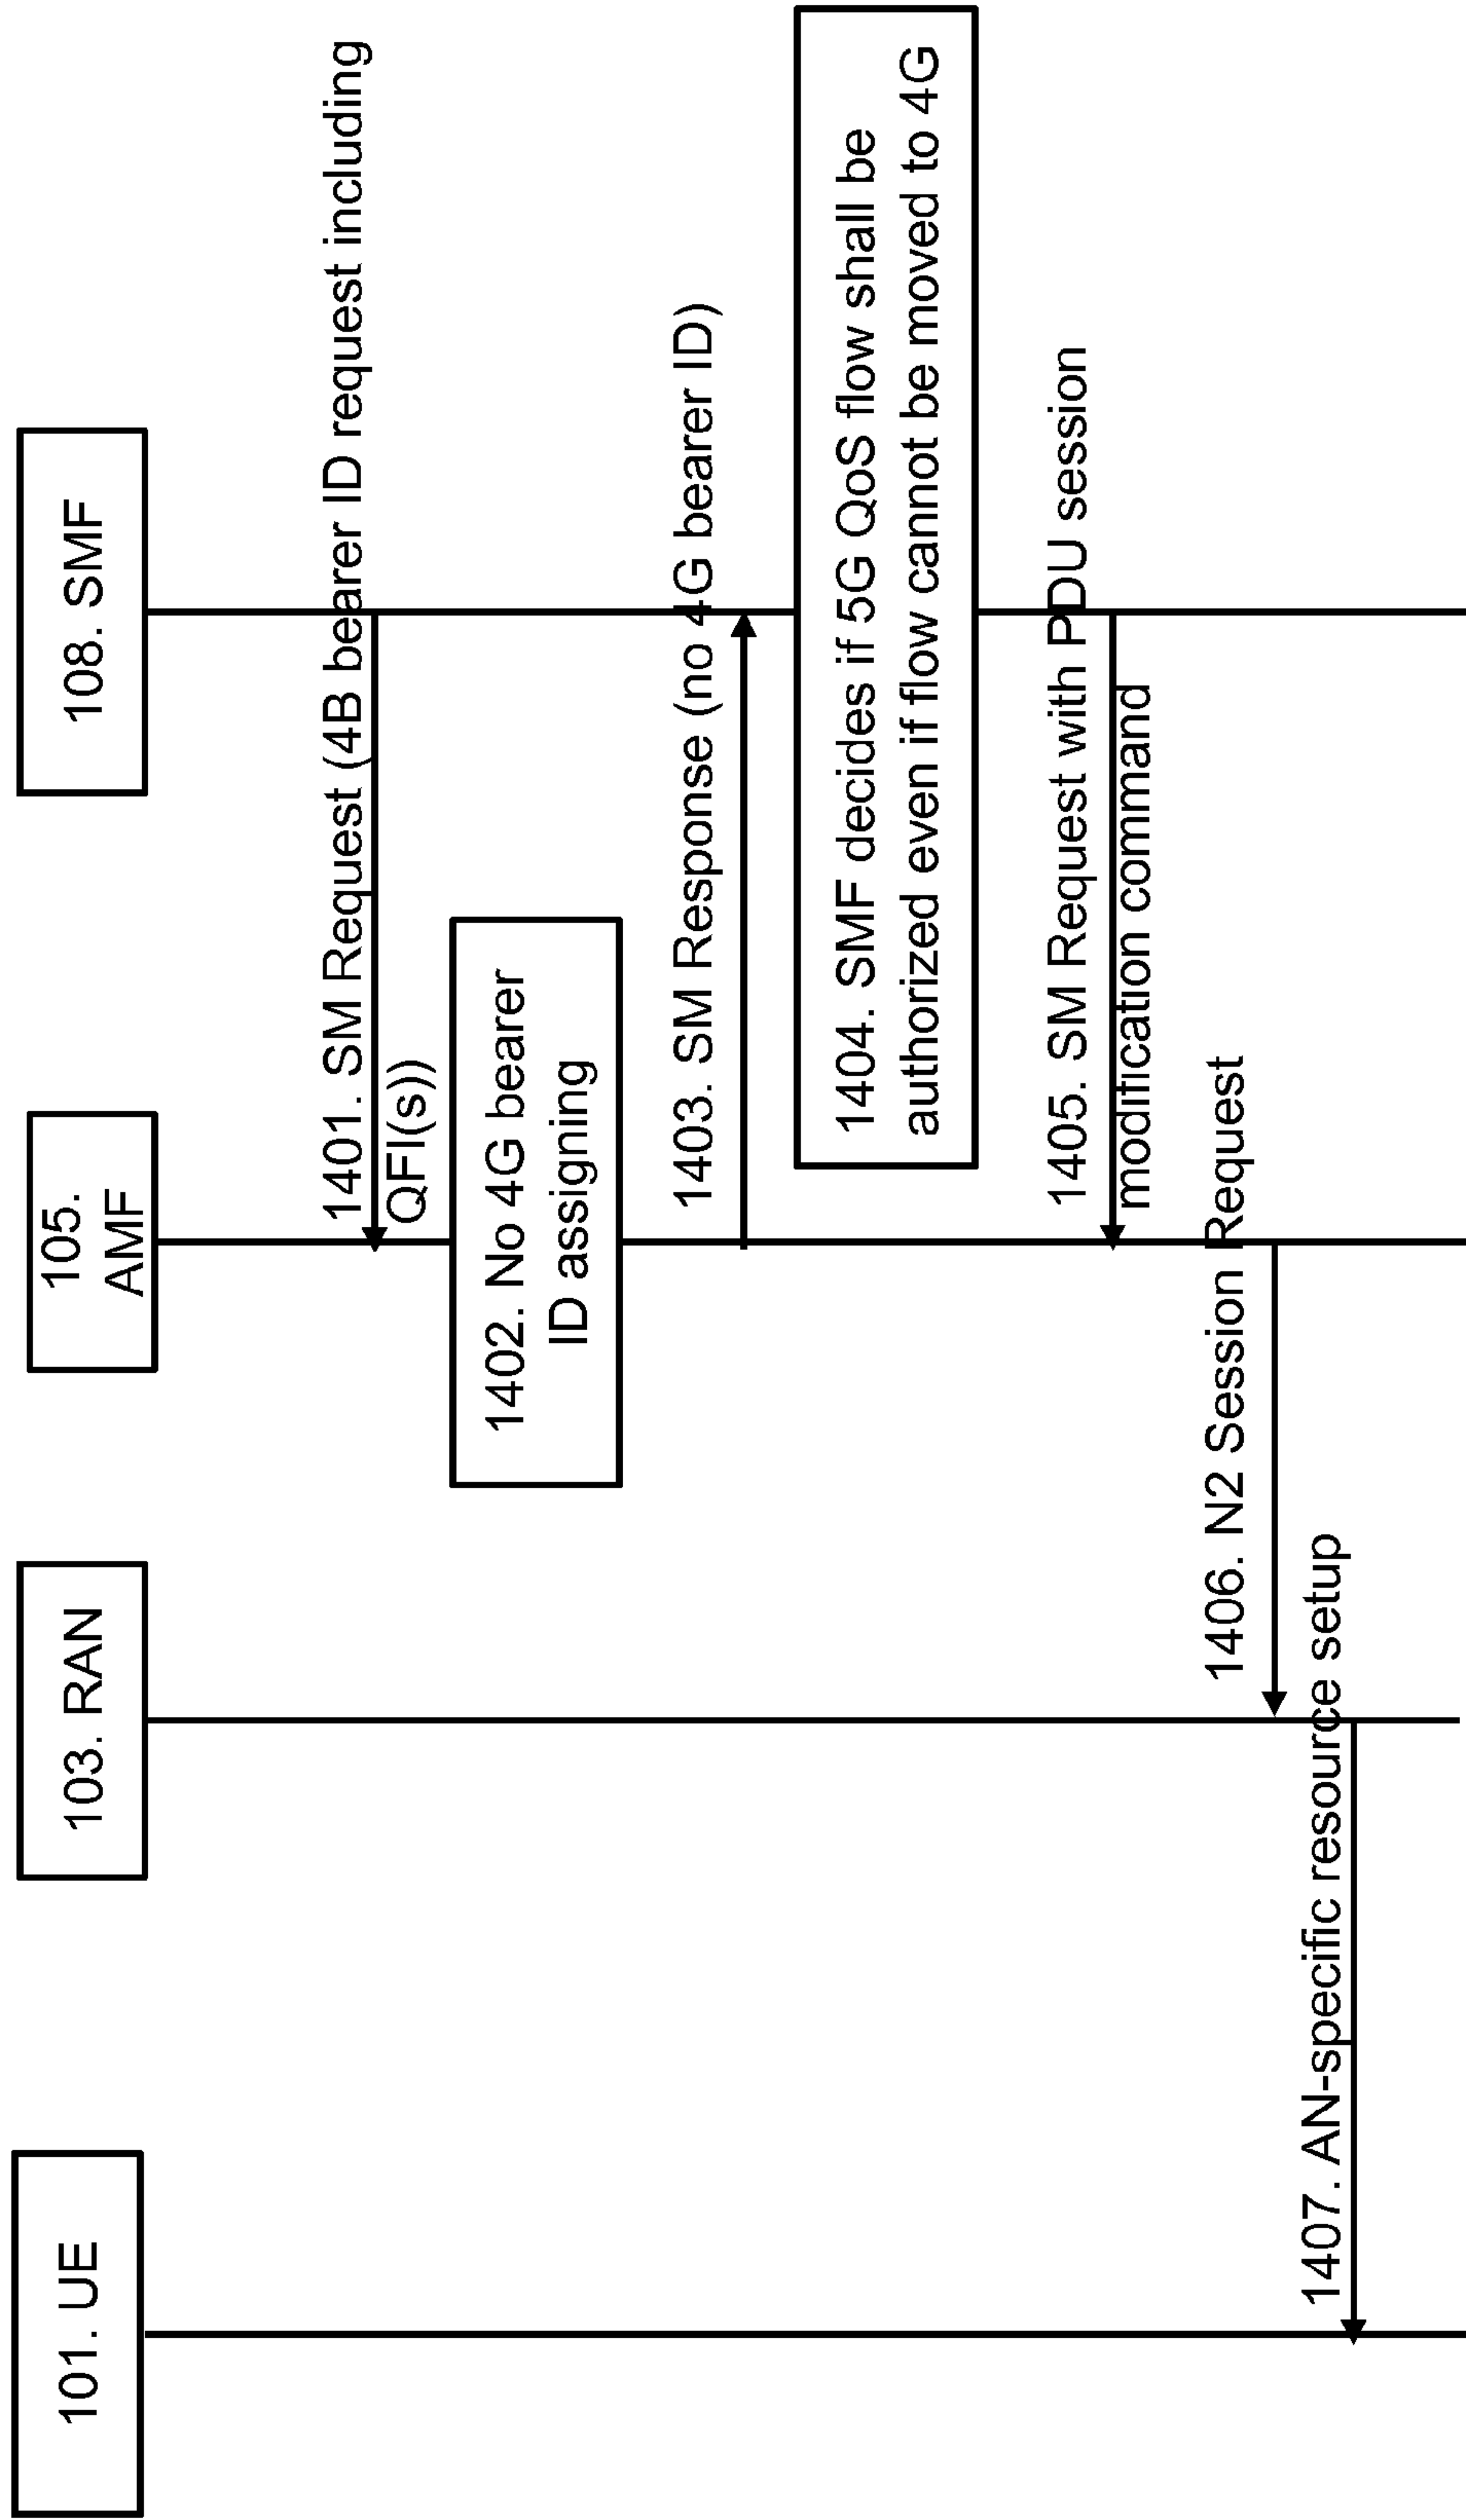 101. UE
103. RAN
105.
AMF
108. SMF
1401. SM Request (4B bearer ID request including
QFI(s))
1402. No 4G bearer
ID assigning
1403. SM Response (no 4G bearer ID)
1404. SMF decides if 5G QoS flow shall be
authorized even if flow cannot be moved to 4G
1405. SM Request with PDU session
modification command
1406. N2 Session Request
1407. AN-specific resource setup